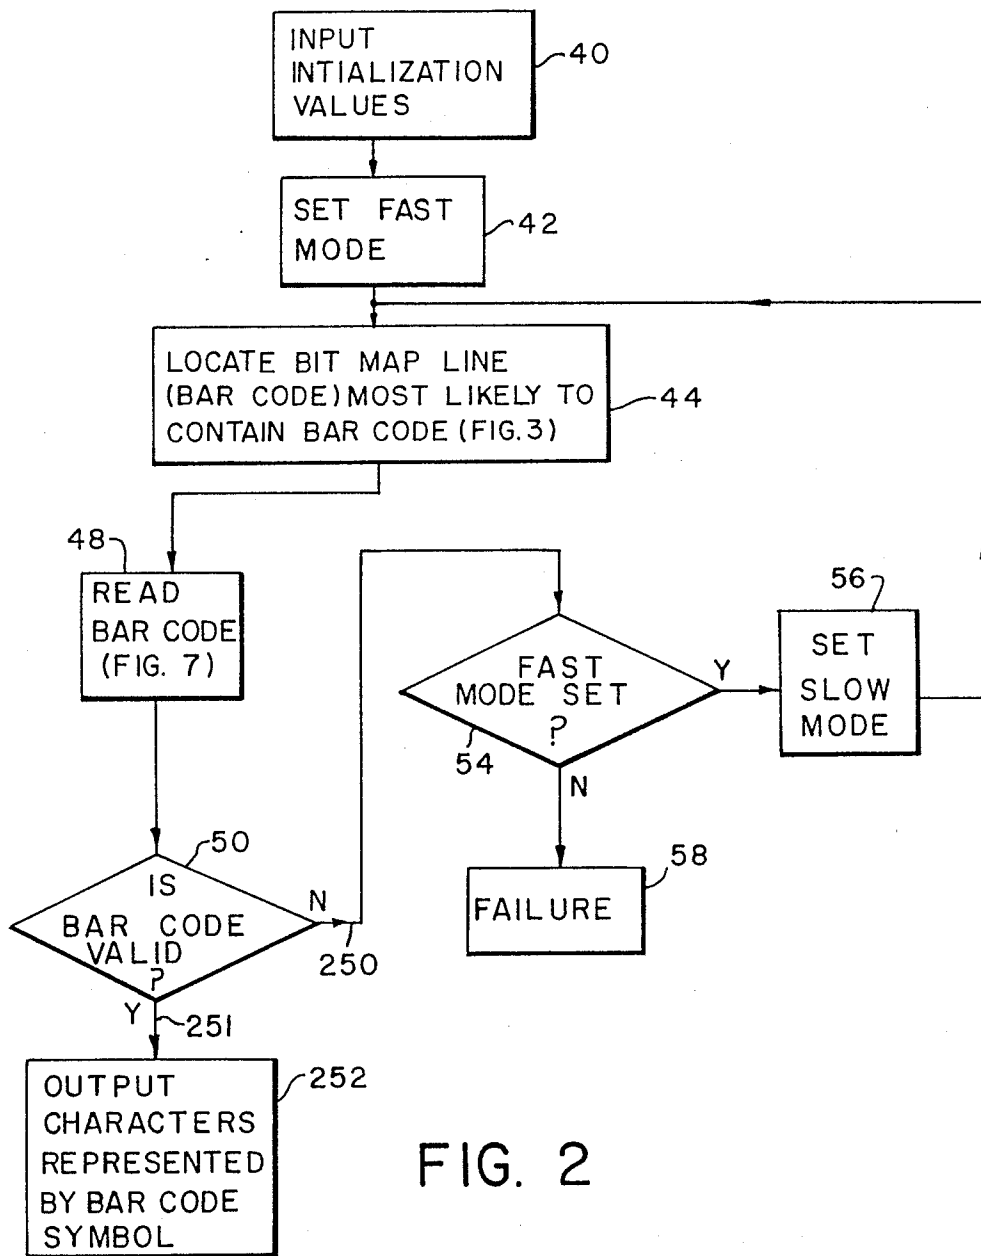 INPUT
INTIALIZATION
VALUES
40
SET FAST
MODE
42
LOCATE BIT MAP LINE
(BAR CODE) MOST LIKELY TO
CONTAIN BAR CODE (FIG. 3)
44
48
READ
BAR CODE
(FIG. 7)
FAST
MODE SET
?
54
Y
N
56
SET
SLOW
MODE
58
FAILURE
50
IS
BAR CODE
VALID
?
N
250
Y
251
OUTPUT
CHARACTERS
REPRESENTED
BY BAR CODE
SYMBOL
252
FIG. 2